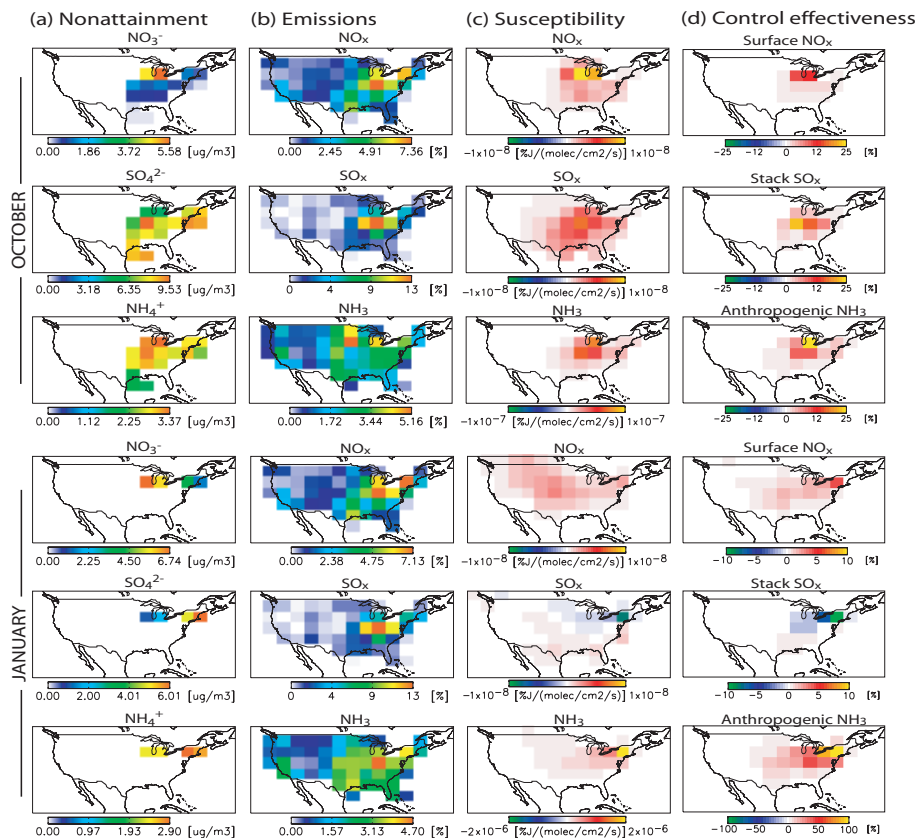 (a) Nonattainment (b) Emissions (c) Susceptibility (d) Control effectiveness
OCTOBER
NO₃⁻ NOₓ NOₓ Surface NOₓ
0.00 1.86 3.72 5.58 [ug/m3] 0.00 2.45 4.91 7.36 [%] -1x10⁻⁸ [%J/(molec/cm2/s)] 1x10⁻⁸ -25 -12 0 12 25 [%]
SO₄²⁻ SOₓ SOₓ Stack SOₓ
0.00 3.18 6.35 9.53 [ug/m3] 0 4 9 13 [%] -1x10⁻⁸ [%J/(molec/cm2/s)] 1x10⁻⁸ -25 -12 0 12 25 [%]
NH₄⁺ NH₃ NH₃ Anthropogenic NH₃
0.00 1.12 2.25 3.37 [ug/m3] 0.00 1.72 3.44 5.16 [%] -1x10⁻⁷ [%J/(molec/cm2/s)] 1x10⁻⁷ -25 -12 0 12 25 [%]
JANUARY
NO₃⁻ NOₓ NOₓ Surface NOₓ
0.00 2.25 4.50 6.74 [ug/m3] 0.00 2.38 4.75 7.13 [%] -1x10⁻⁸ [%J/(molec/cm2/s)] 1x10⁻⁸ -10 -5 0 5 10 [%]
SO₄²⁻ SOₓ SOₓ Stack SOₓ
0.00 2.00 4.01 6.01 [ug/m3] 0 4 9 13 [%] -1x10⁻⁸ [%J/(molec/cm2/s)] 1x10⁻⁸ -10 -5 0 5 10 [%]
NH₄⁺ NH₃ NH₃ Anthropogenic NH₃
0.00 0.97 1.93 2.90 [ug/m3] 0.00 1.57 3.13 4.70 [%] -2x10⁻⁶ [%J/(molec/cm2/s)] 2x10⁻⁶ -100 -50 0 50 100 [%]